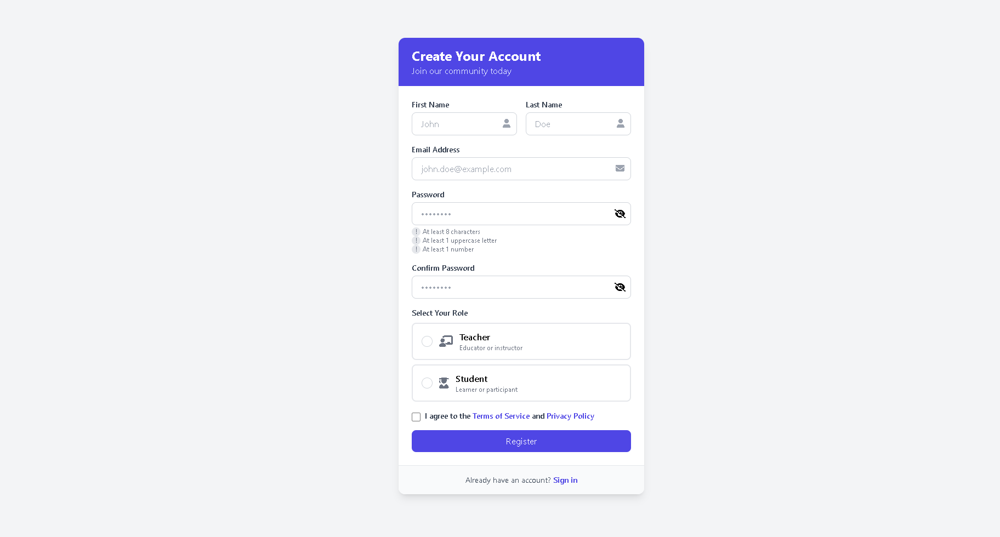 Create Your Account
Join our community today
First Name Last Name
John Doe
Email Address
john.doe@example.com
Password
••••••••
! At least 8 characters
! At least 1 uppercase letter
! At least 1 number
Confirm Password
••••••••
Select Your Role
Teacher
Educator or instructor
Student
Learner or participant
I agree to the Terms of Service and Privacy Policy
Register
Already have an account? Sign in